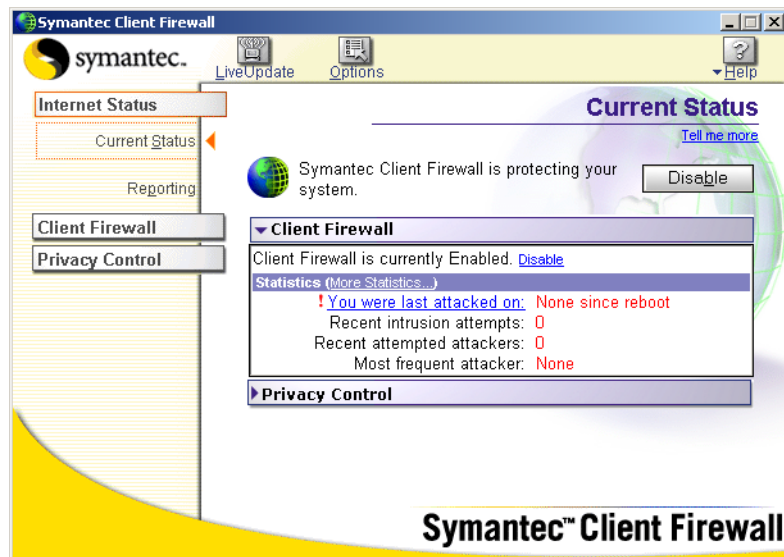 Symantec Client Firewall
symantec.
LiveUpdate
Options
Help
Internet Status
Current Status
Reporting
Client Firewall
Privacy Control
Current Status
Tell me more
Symantec Client Firewall is protecting your
system.
Disable
Client Firewall
Client Firewall is currently Enabled. Disable
Statistics (More Statistics...)
! You were last attacked on: None since reboot
Recent intrusion attempts: 0
Recent attempted attackers: 0
Most frequent attacker: None
Privacy Control
Symantec™ Client Firewall